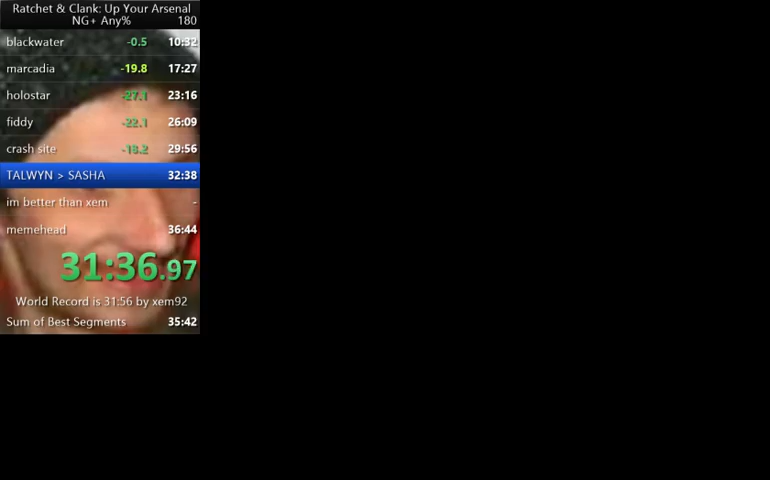 Ratchet & Clank: Up Your Arsenal
NG+ Any% 180
blackwater -0.5 10:32
marcadia -19.8 17:27
holostar -27.1 23:16
fiddy -22.1 26:09
crash site -18.2 29:56
TALWYN > SASHA 32:38
im better than xem -
memehead 36:44
31:36.97
World Record is 31:56 by xem92
Sum of Best Segments 35:42